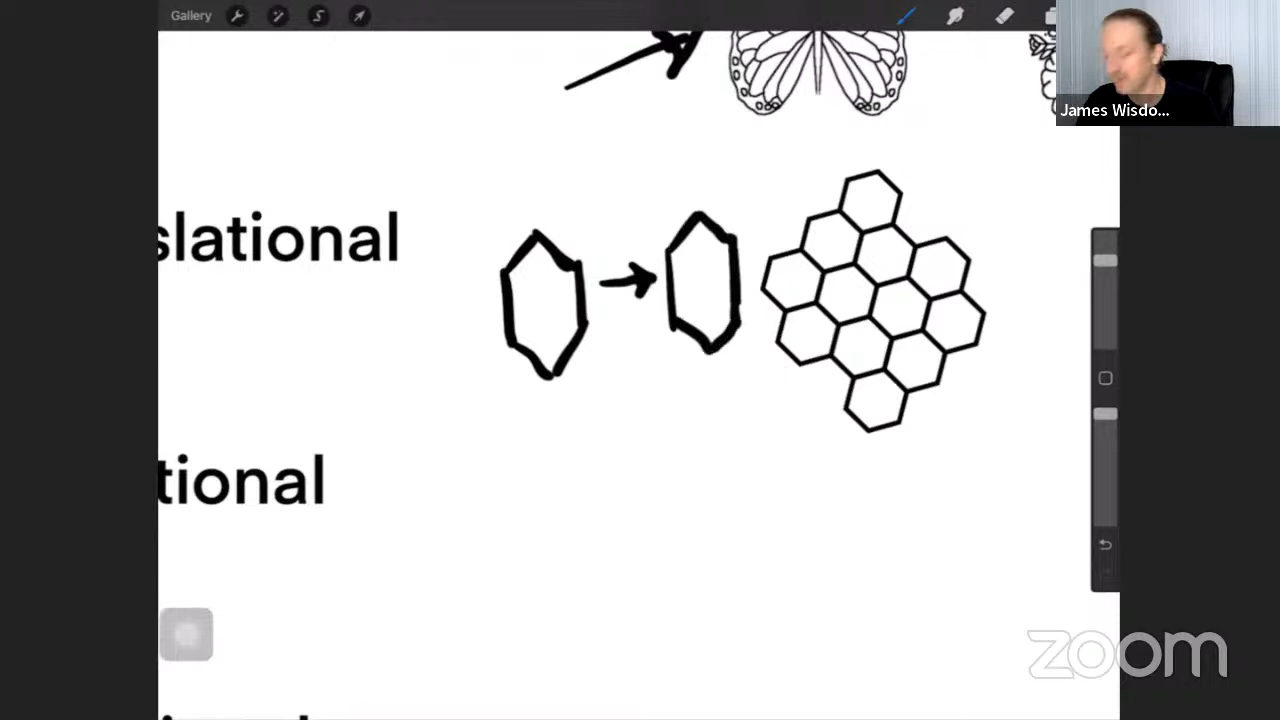 Gallery
James Wisdo...
slational
tional
zoom